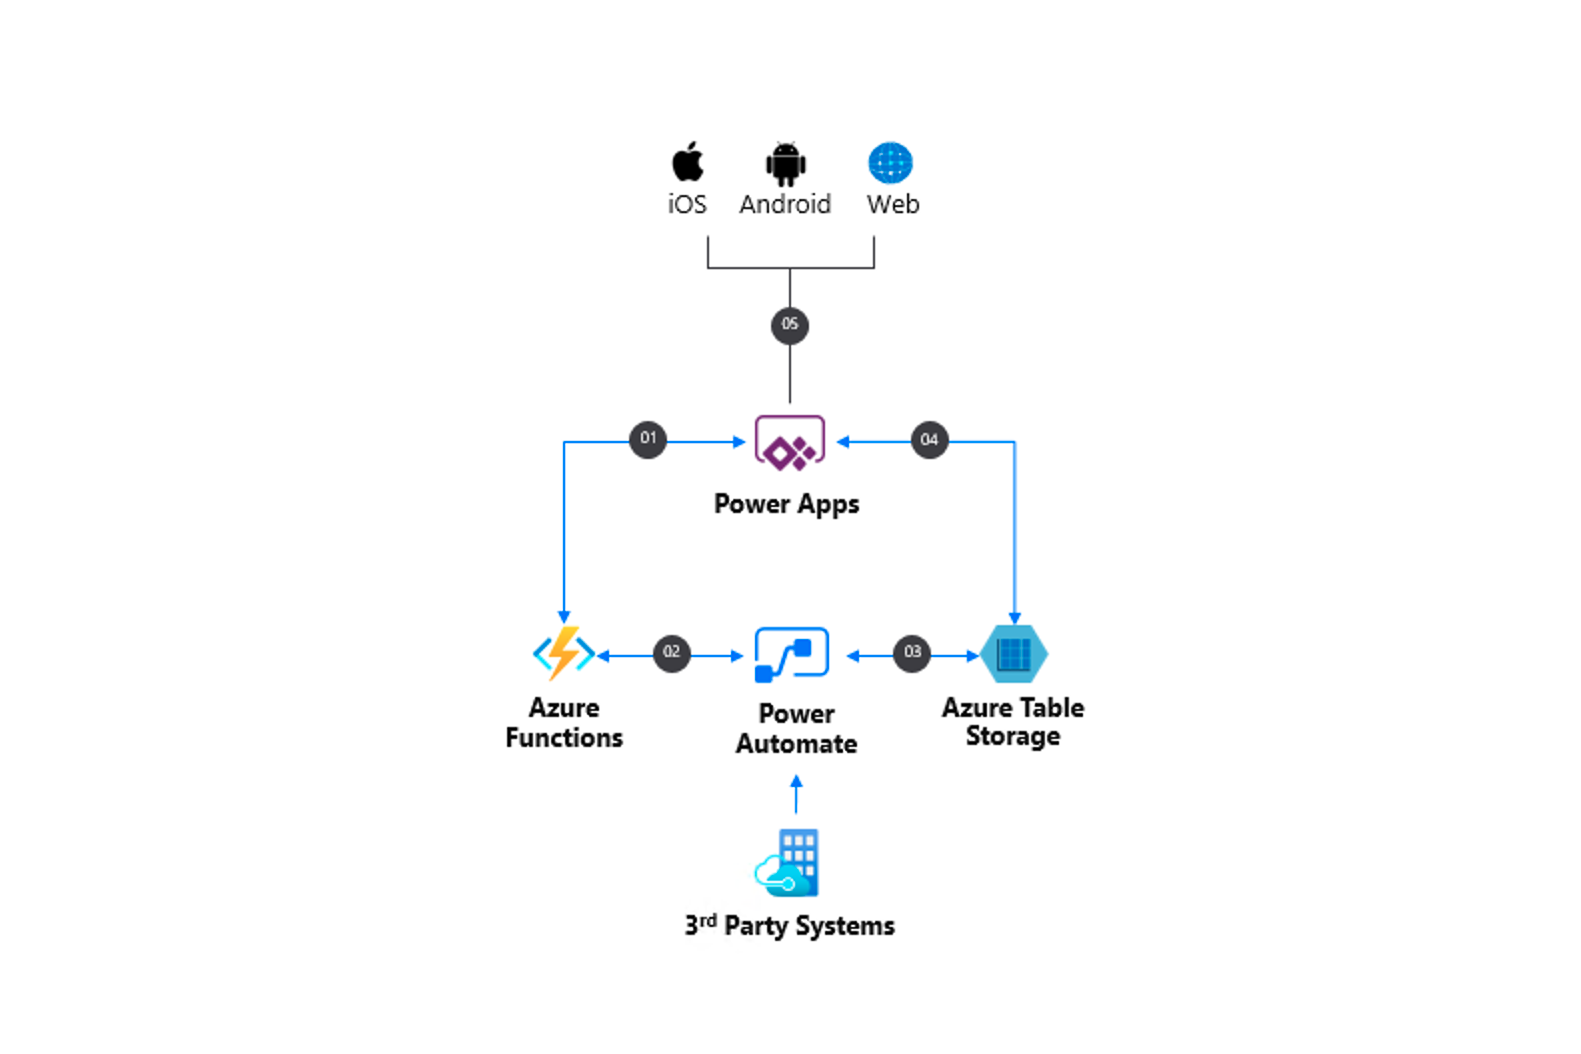 iOS Android Web
05
01 04
Power Apps
02 03
Azure
Functions
Power
Automate
Azure Table
Storage
3rd Party Systems